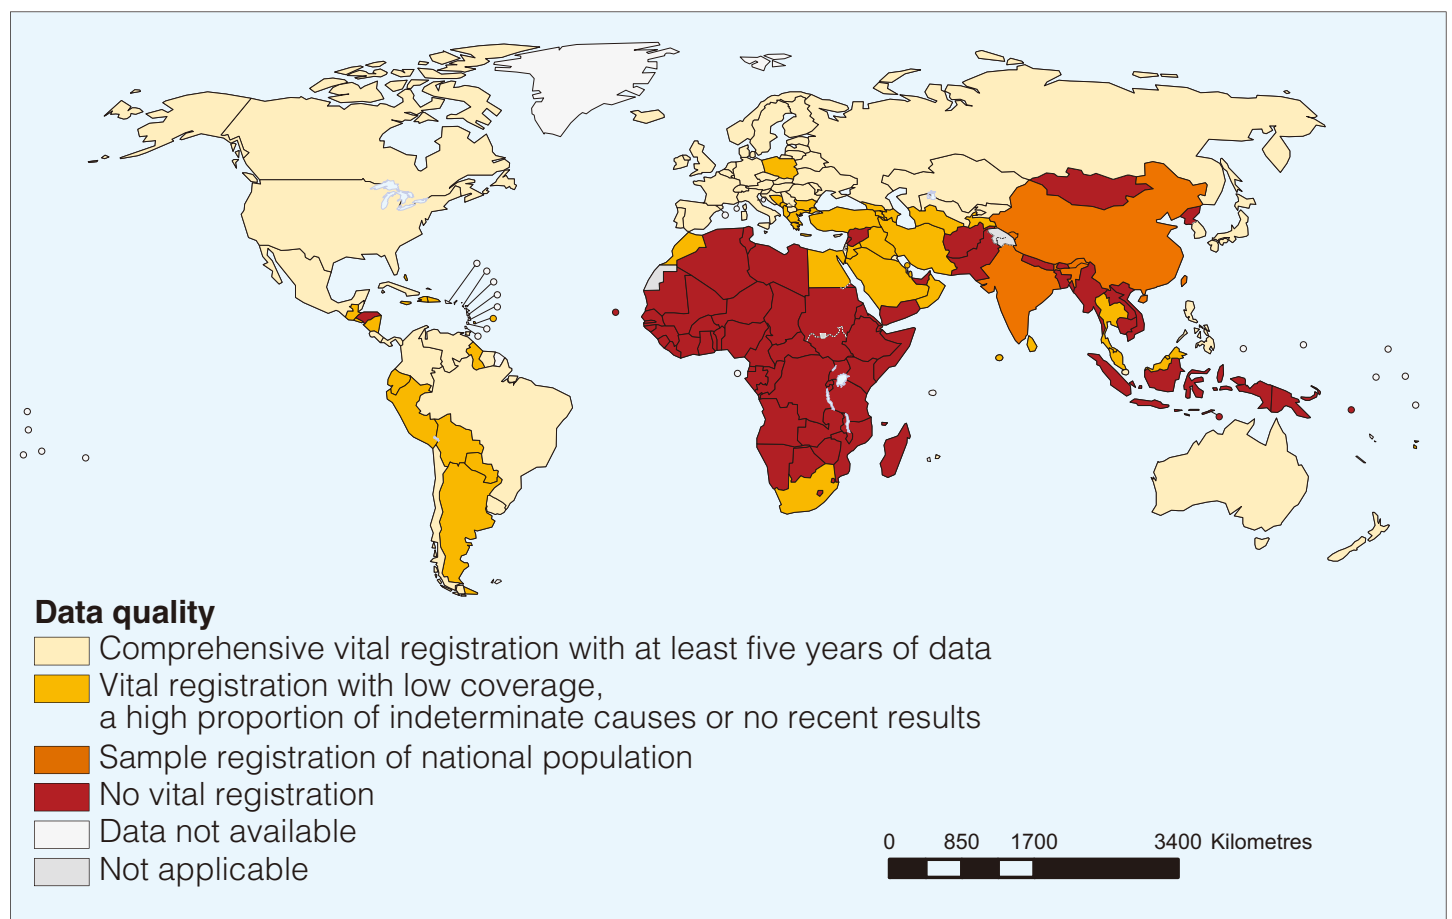 Data quality
Comprehensive vital registration with at least five years of data
Vital registration with low coverage,
a high proportion of indeterminate causes or no recent results
Sample registration of national population
No vital registration
Data not available
Not applicable
0 850 1700 3400 Kilometres